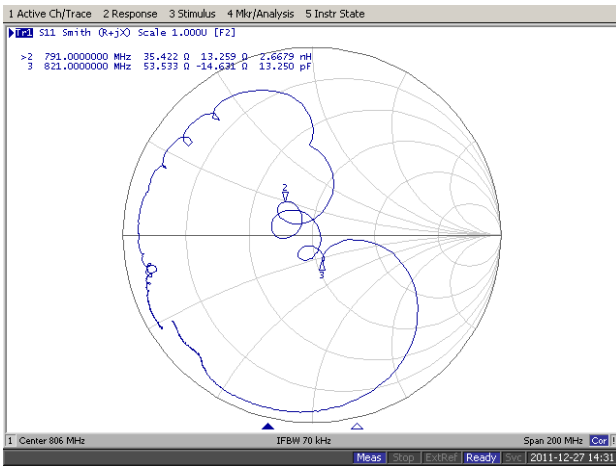 1 Active Ch/Trace 2 Response 3 Stimulus 4 Mkr/Analysis 5 Instr State
Tr1 S11 Smith (R+jX) Scale 1.000U [F2]
>2 791.0000000 MHz 35.422 Ω 13.259 Ω 2.6679 nH
3 821.0000000 MHz 53.533 Ω -14.631 Ω 13.250 pF
2
3
1 Center 806 MHz IFBW 70 kHz Span 200 MHz Cor !
Meas Stop ExtRef Ready Svc 2011-12-27 14:31